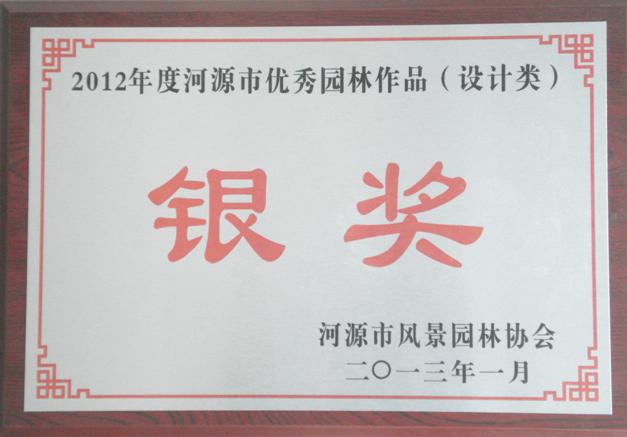 2012年度河源市优秀园林作品（设计类）
银奖
河源市风景园林协会
二〇一三年一月